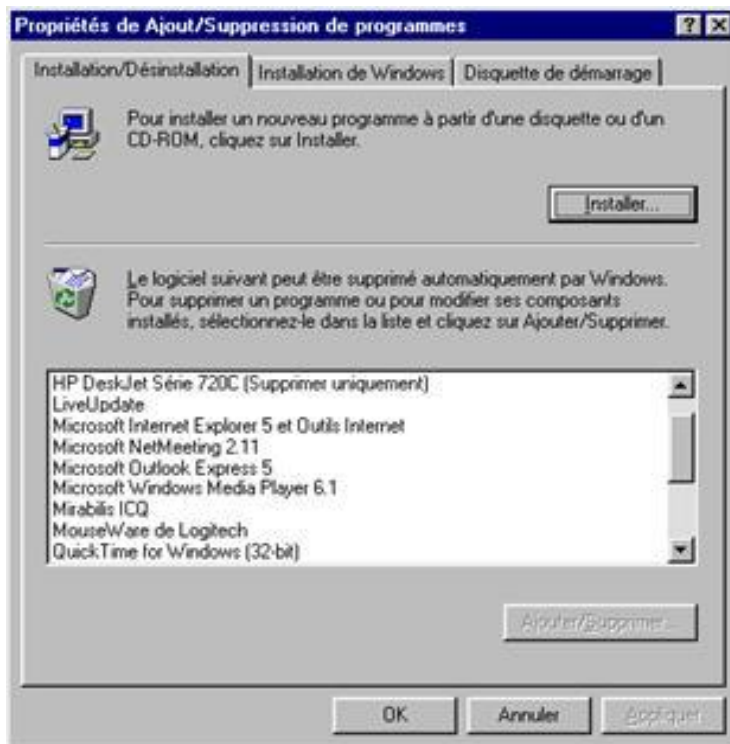 Propriétés de Ajout/Suppression de programmes
Installation/Désinstallation
Installation de Windows
Disquette de démarrage
Pour installer un nouveau programme à partir d'une disquette ou d'un
CD-ROM, cliquez sur Installer.
Installer...
Le logiciel suivant peut être supprimé automatiquement par Windows.
Pour supprimer un programme ou pour modifier ses composants
installés, sélectionnez-le dans la liste et cliquez sur Ajouter/Supprimer.
HP DeskJet Série 720C (Supprimer uniquement)
LiveUpdate
Microsoft Internet Explorer 5 et Outils Internet
Microsoft NetMeeting 2.11
Microsoft Outlook Express 5
Microsoft Windows Media Player 6.1
Mirabilis ICQ
MouseWare de Logitech
QuickTime for Windows (32-bit)
Ajouter/Supprimer...
OK
Annuler
Appliquer